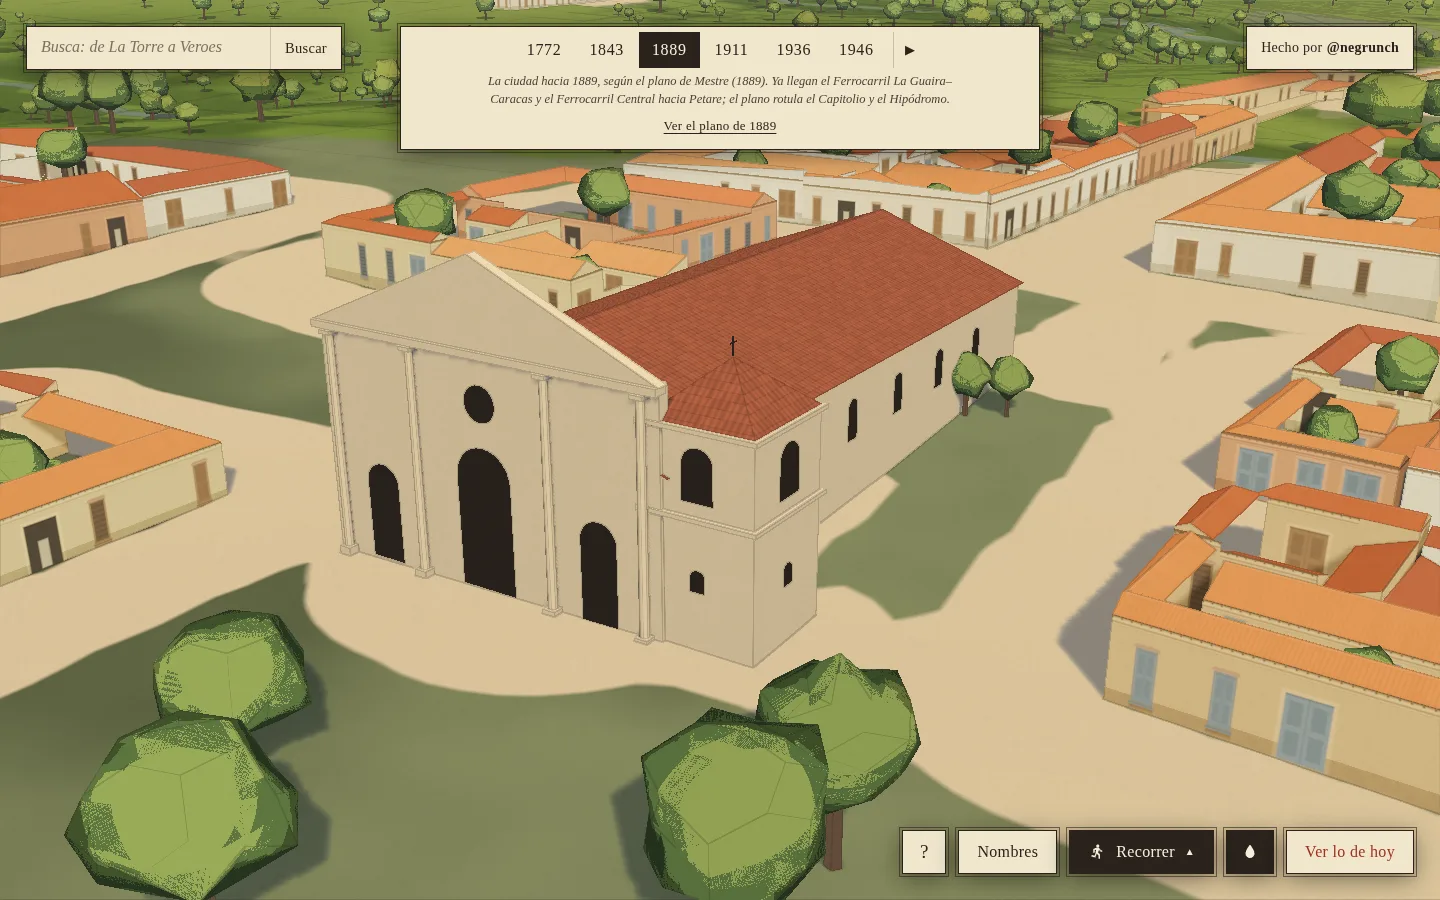 Busca: de La Torre a Veroes
Buscar
1772 1843 1889 1911 1936 1946
La ciudad hacia 1889, según el plano de Mestre (1889). Ya llegan el Ferrocarril La Guaira–
Caracas y el Ferrocarril Central hacia Petare; el plano rotula el Capitolio y el Hipódromo.
Ver el plano de 1889
Hecho por @negrunch
?
Nombres
Recorrer
Ver lo de hoy